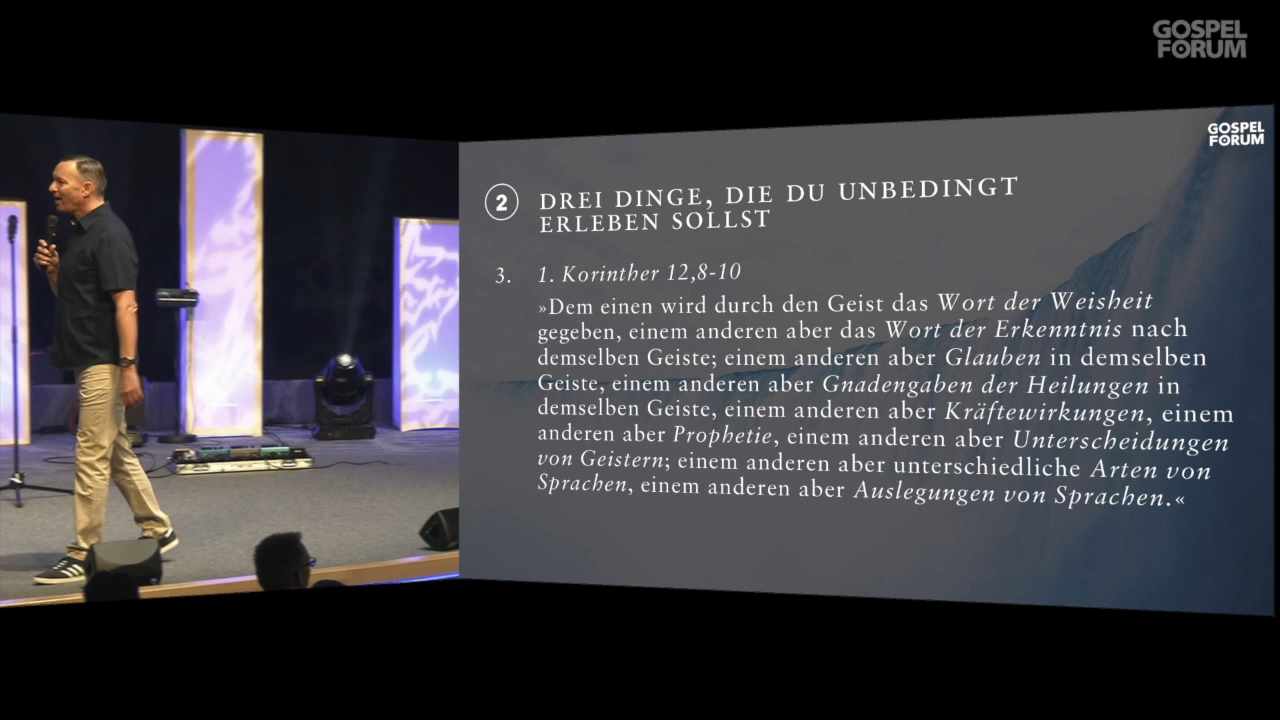 GOSPEL
FORUM
GOSPEL
FORUM
2 DREI DINGE, DIE DU UNBEDINGT
ERLEBEN SOLLST
3. 1. Korinther 12,8-10
»Dem einen wird durch den Geist das Wort der Weisheit
gegeben, einem anderen aber das Wort der Erkenntnis nach
demselben Geiste; einem anderen aber Glauben in demselben
Geiste, einem anderen aber Gnadengaben der Heilungen in
demselben Geiste, einem anderen aber Kräftewirkungen, einem
anderen aber Prophetie, einem anderen aber Unterscheidungen
von Geistern; einem anderen aber unterschiedliche Arten von
Sprachen, einem anderen aber Auslegungen von Sprachen.«